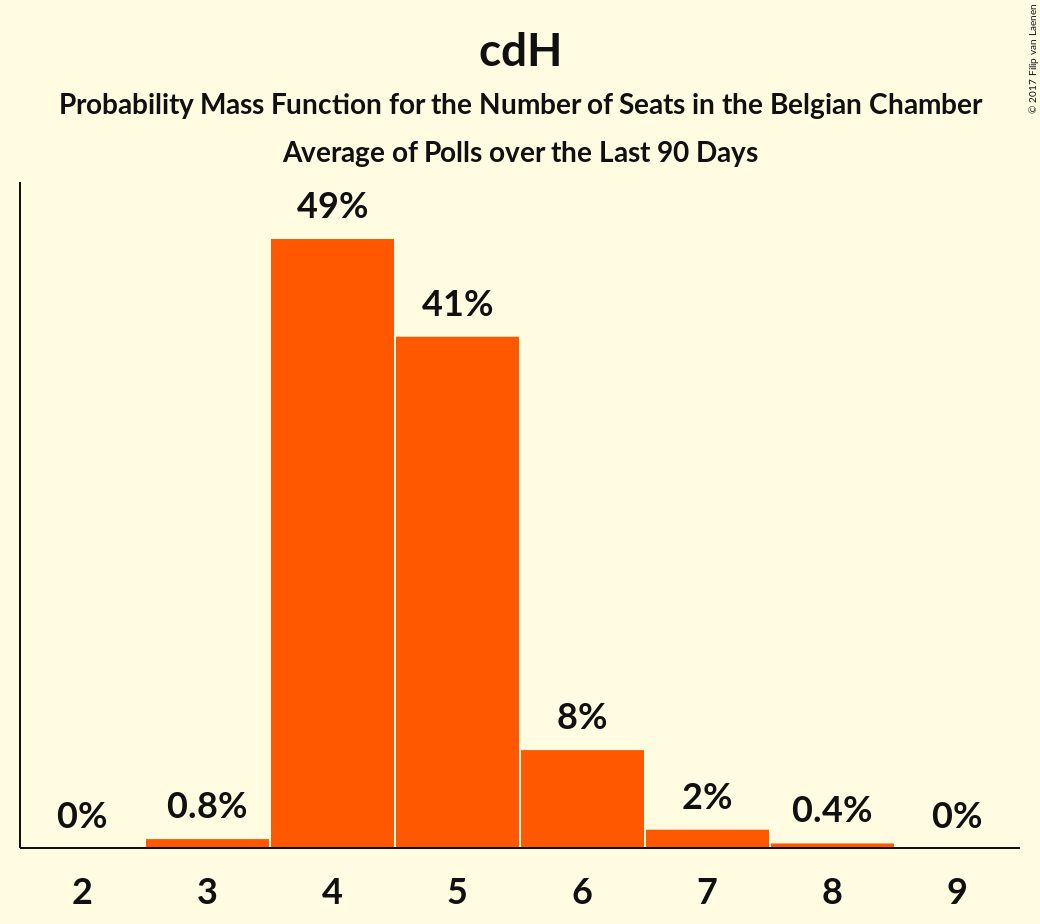 cdH
Probability Mass Function for the Number of Seats in the Belgian Chamber
Average of Polls over the Last 90 Days
© 2017 Filip van Laenen
49%
41%
8%
2%
0.8%
0.4%
0%
0%
2 3 4 5 6 7 8 9